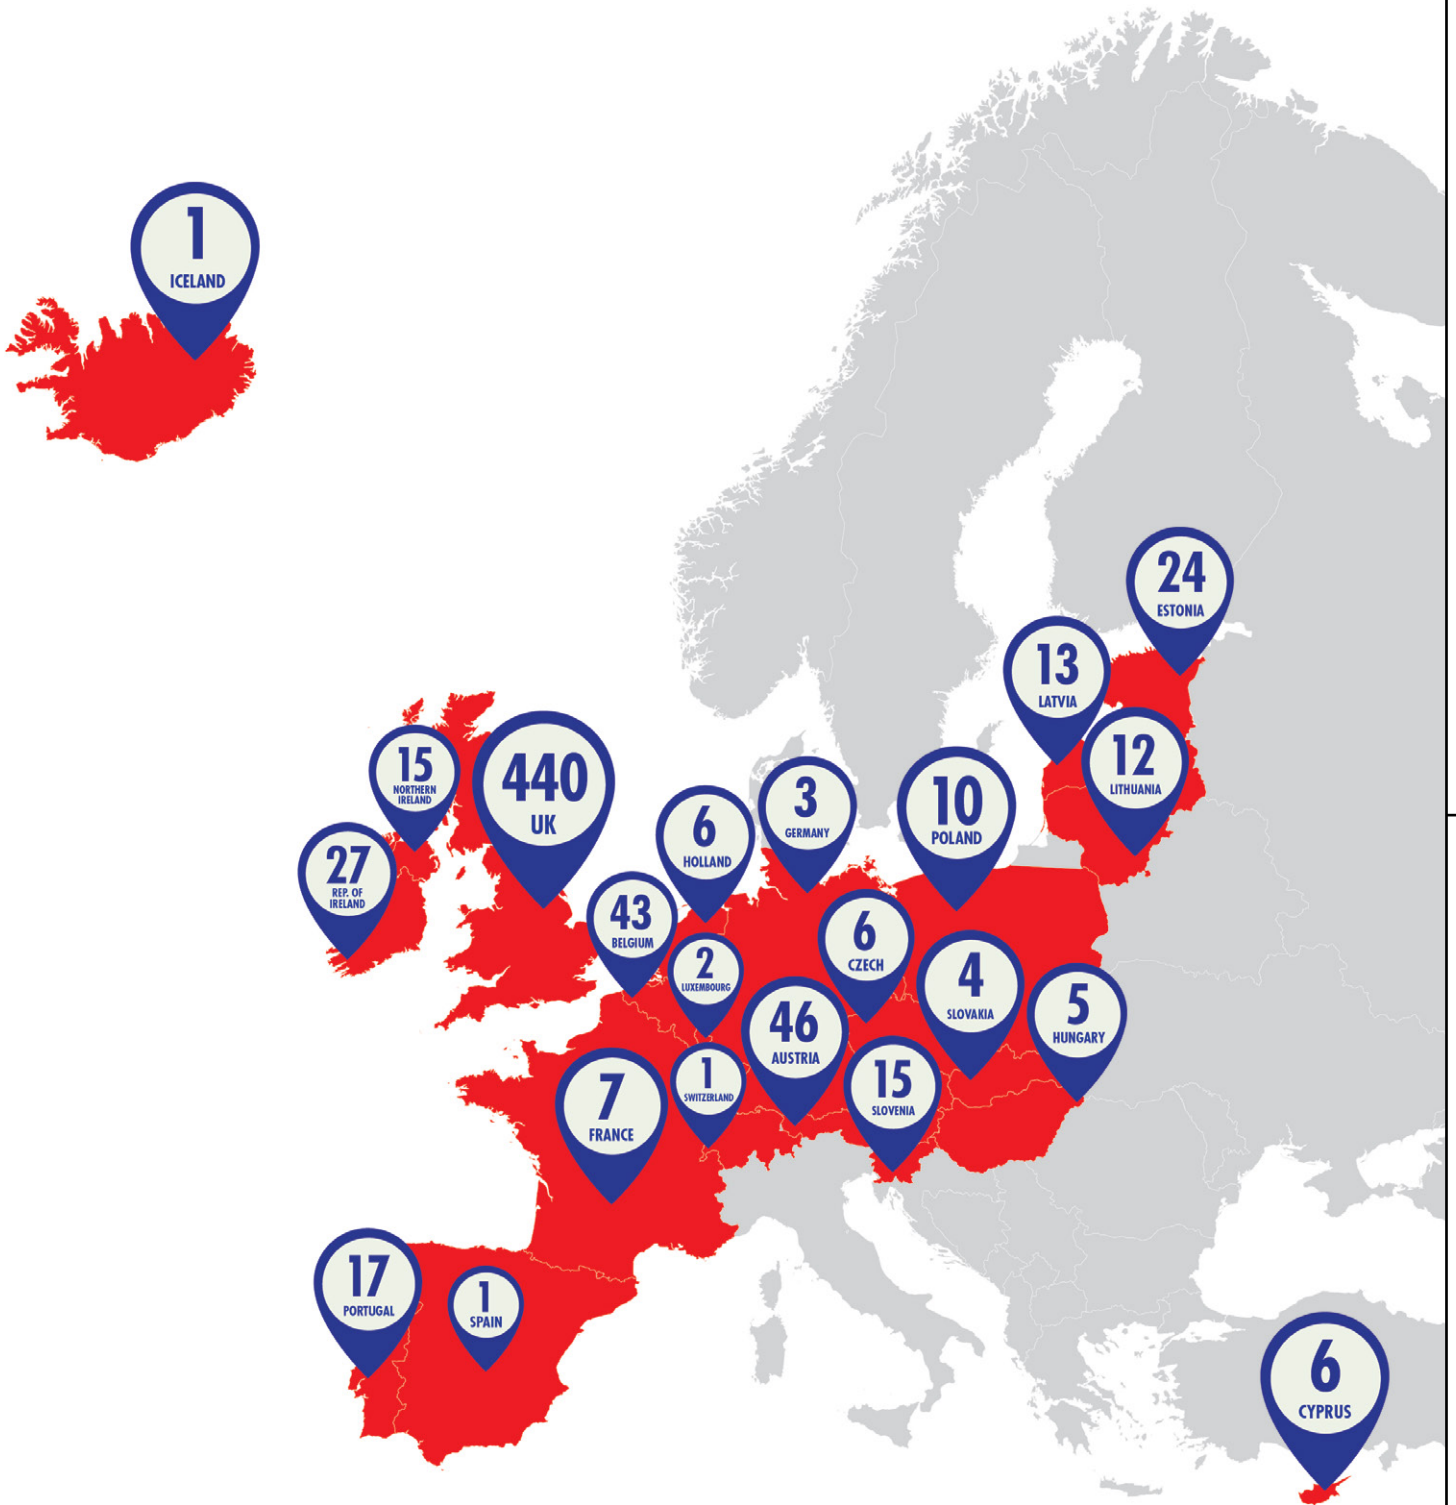 1
ICELAND
24
ESTONIA
13
LATVIA
12
LITHUANIA
15
NORTHERN
IRELAND
440
UK
27
REP. OF
IRELAND
6
HOLLAND
3
GERMANY
10
POLAND
43
BELGIUM
2
LUXEMBOURG
6
CZECH
4
SLOVAKIA
5
HUNGARY
46
AUSTRIA
7
FRANCE
1
SWITZERLAND
15
SLOVENIA
17
PORTUGAL
1
SPAIN
6
CYPRUS